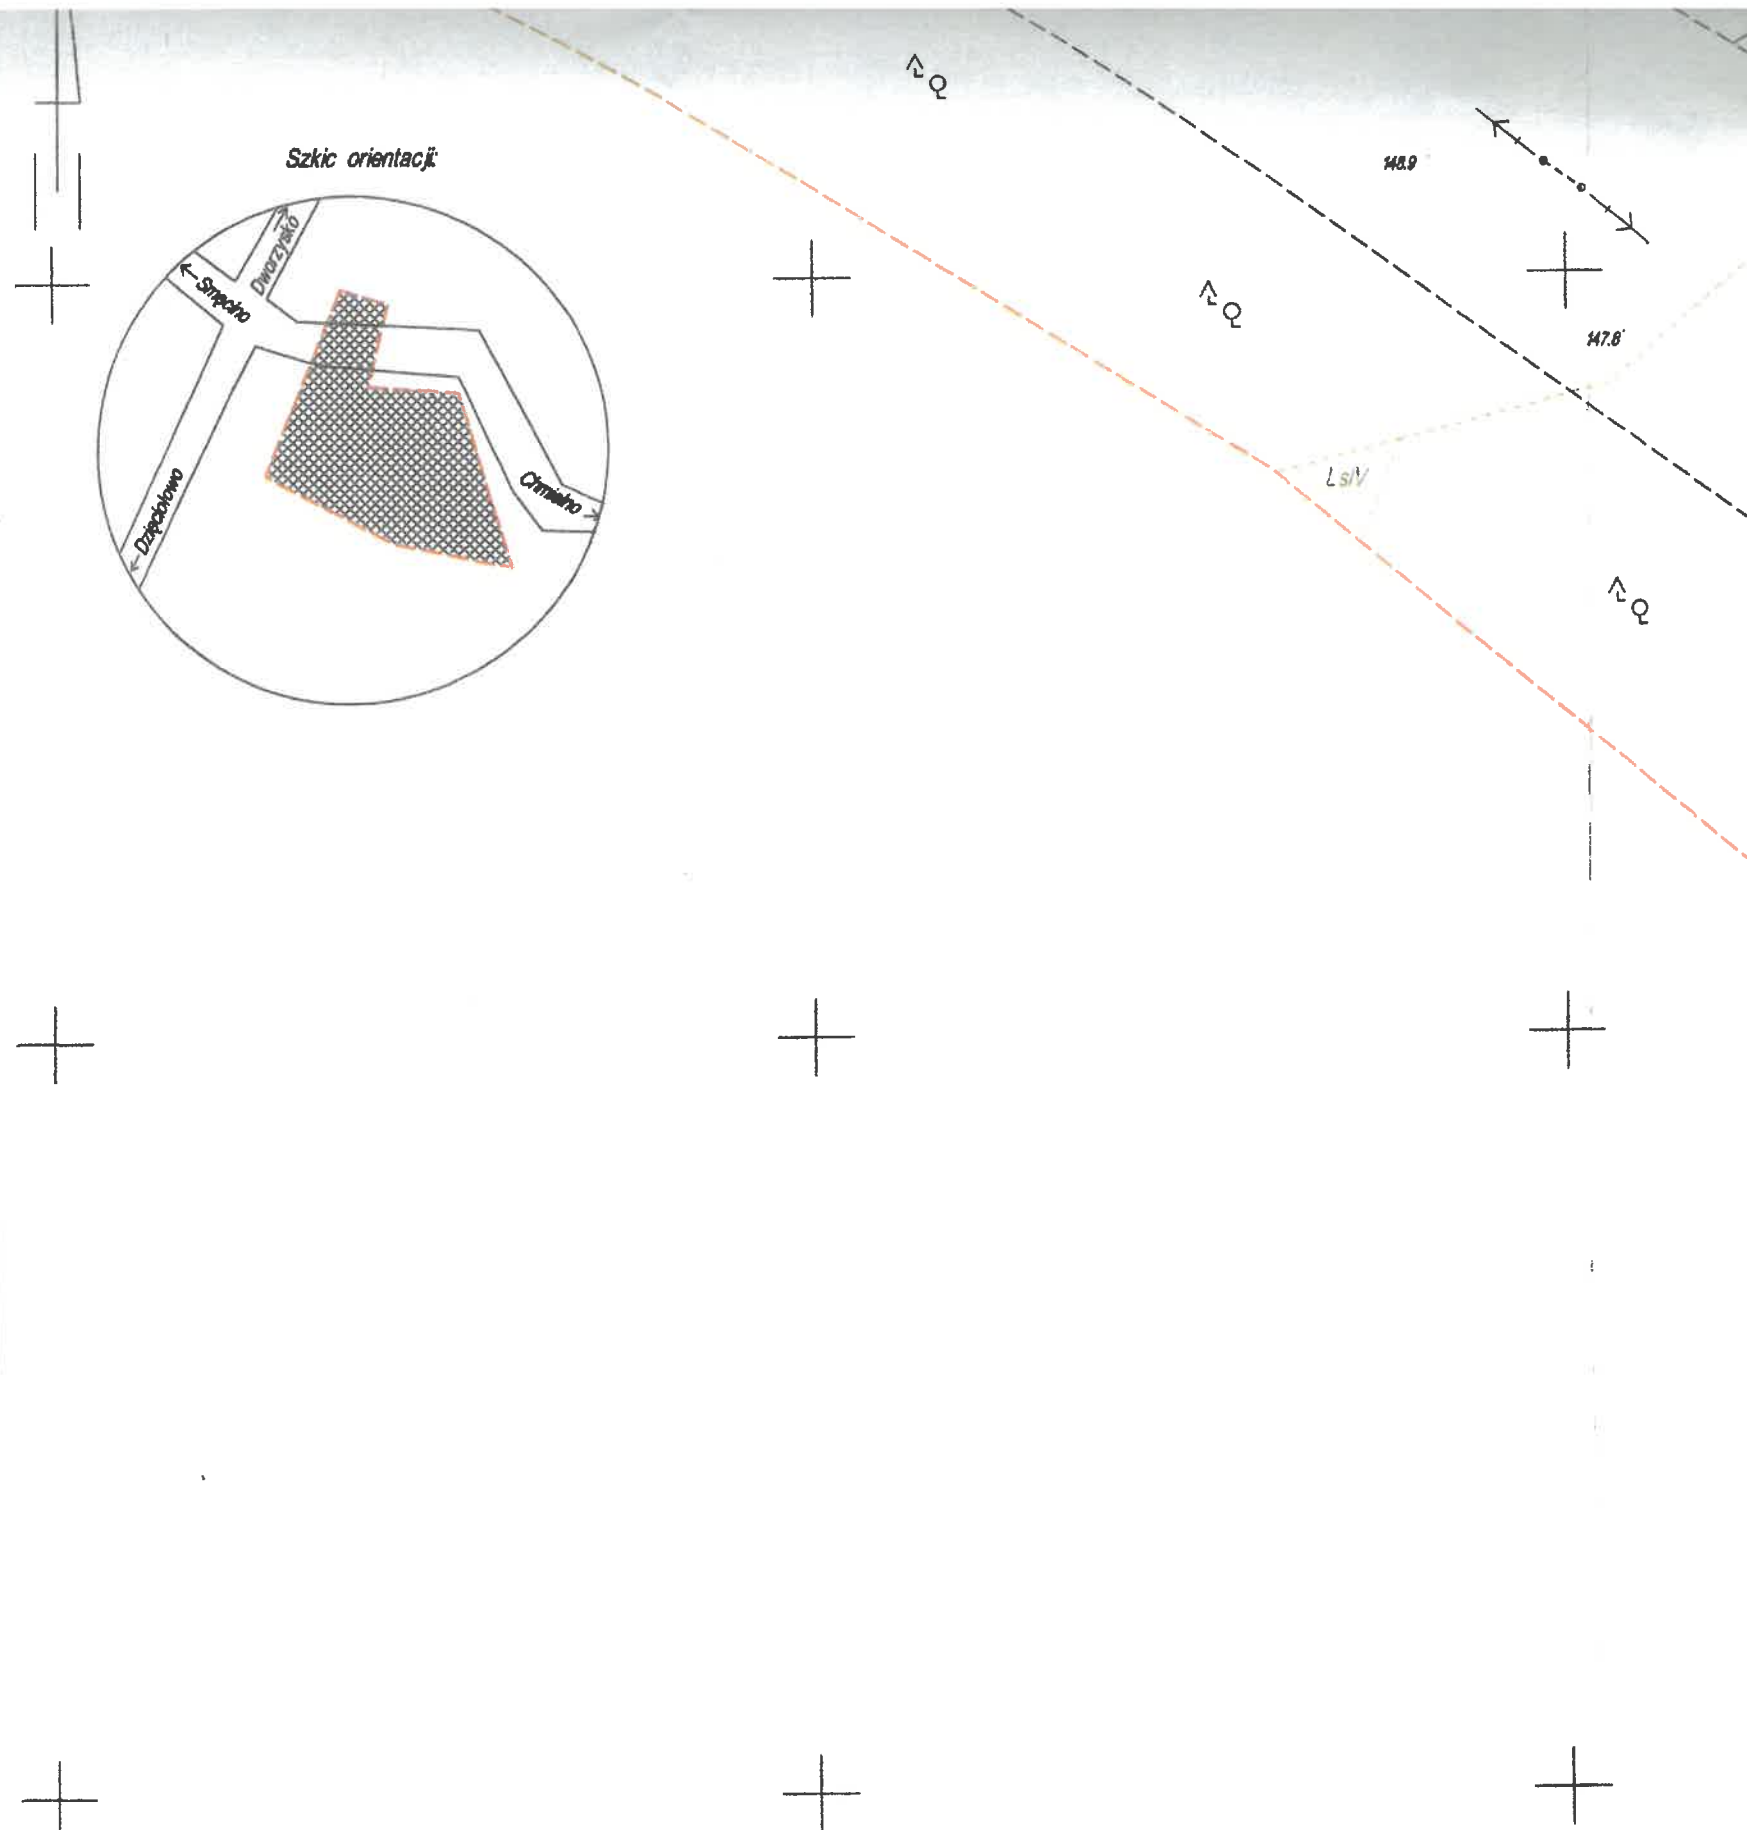 Szkic orientacji:
148.9
Dworzysko
Smęcino
147.8
LsIV
Chmielno
Dzięciołowo